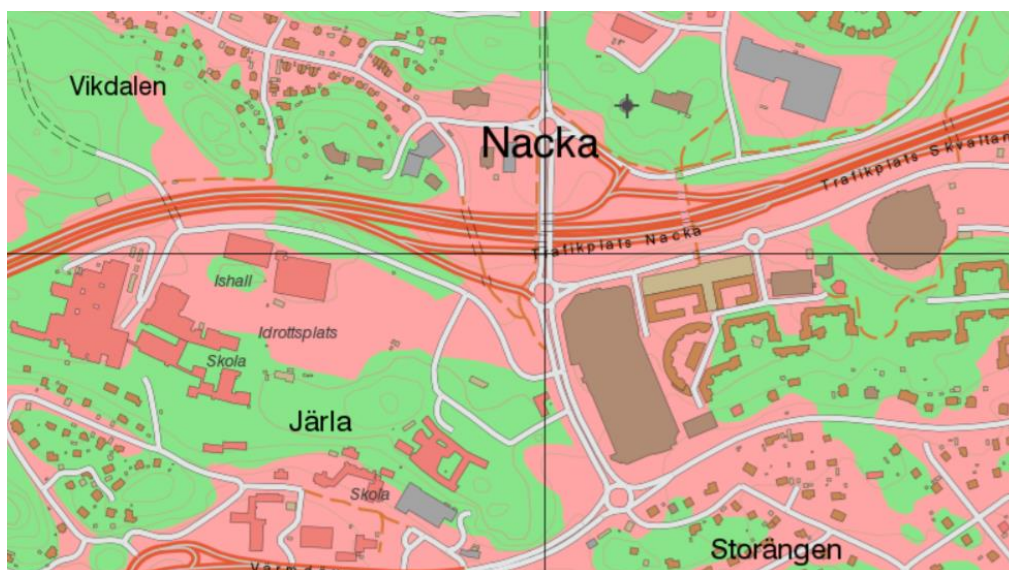 Vikdalen
Nacka
Trafikplats Skvaltan
Trafikplats Nacka
Ishall
Idrottsplats
Skola
Järla
Skola
Storängen